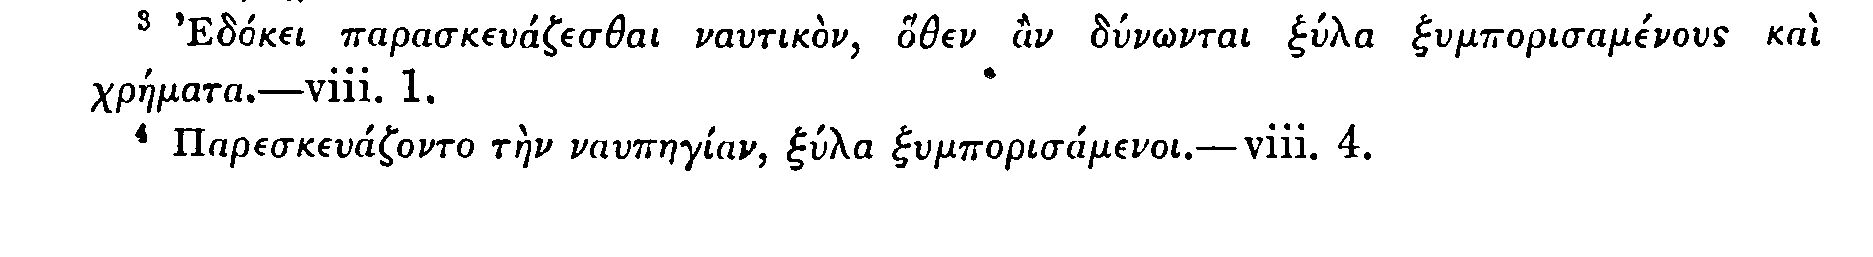 ³ Ἐδόκει παρασκευάζεσθαι ναυτικὸν, ὅθεν ἂν δύνωνται ξύλα ξυμπορισαμένους καὶ
χρήματα.—viii. 1.
⁴ Παρεσκευάζοντο τὴν ναυπηγίαν, ξύλα ξυμπορισάμενοι.—viii. 4.